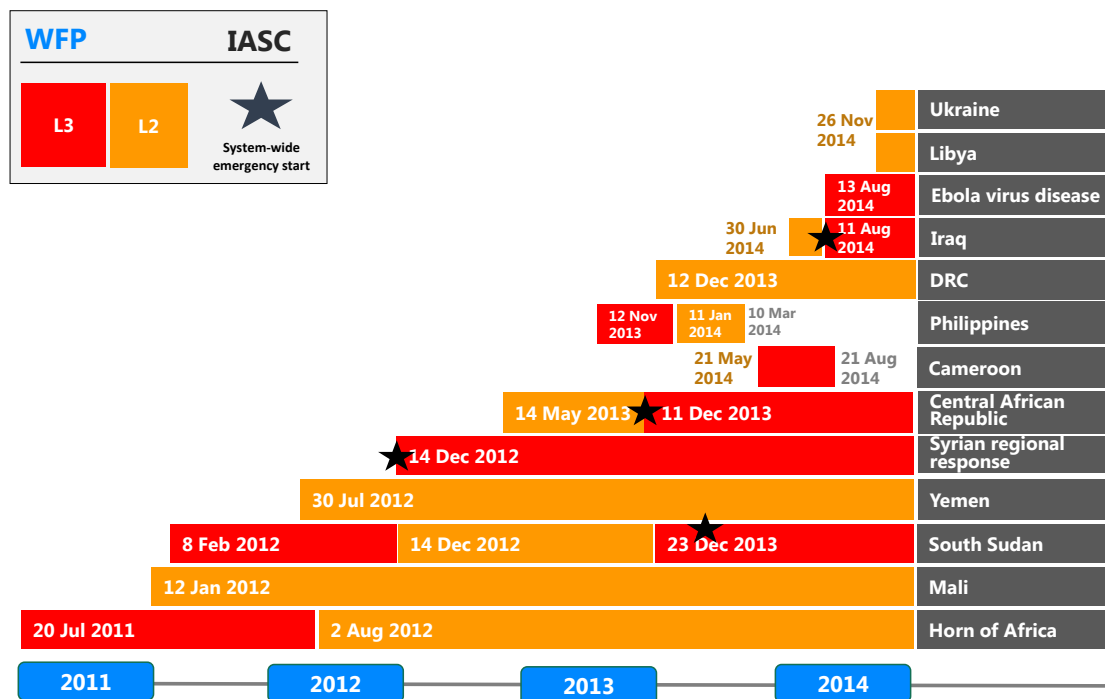 WFP
IASC
L3
L2
System-wide
emergency start
26 Nov
2014
Ukraine
Libya
13 Aug
2014
Ebola virus disease
30 Jun
2014
11 Aug
2014
Iraq
12 Dec 2013
DRC
12 Nov
2013
11 Jan
2014
10 Mar
2014
Philippines
21 May
2014
21 Aug
2014
Cameroon
14 May 2013
11 Dec 2013
Central African
Republic
14 Dec 2012
Syrian regional
response
30 Jul 2012
Yemen
8 Feb 2012
14 Dec 2012
23 Dec 2013
South Sudan
12 Jan 2012
Mali
20 Jul 2011
2 Aug 2012
Horn of Africa
2011
2012
2013
2014